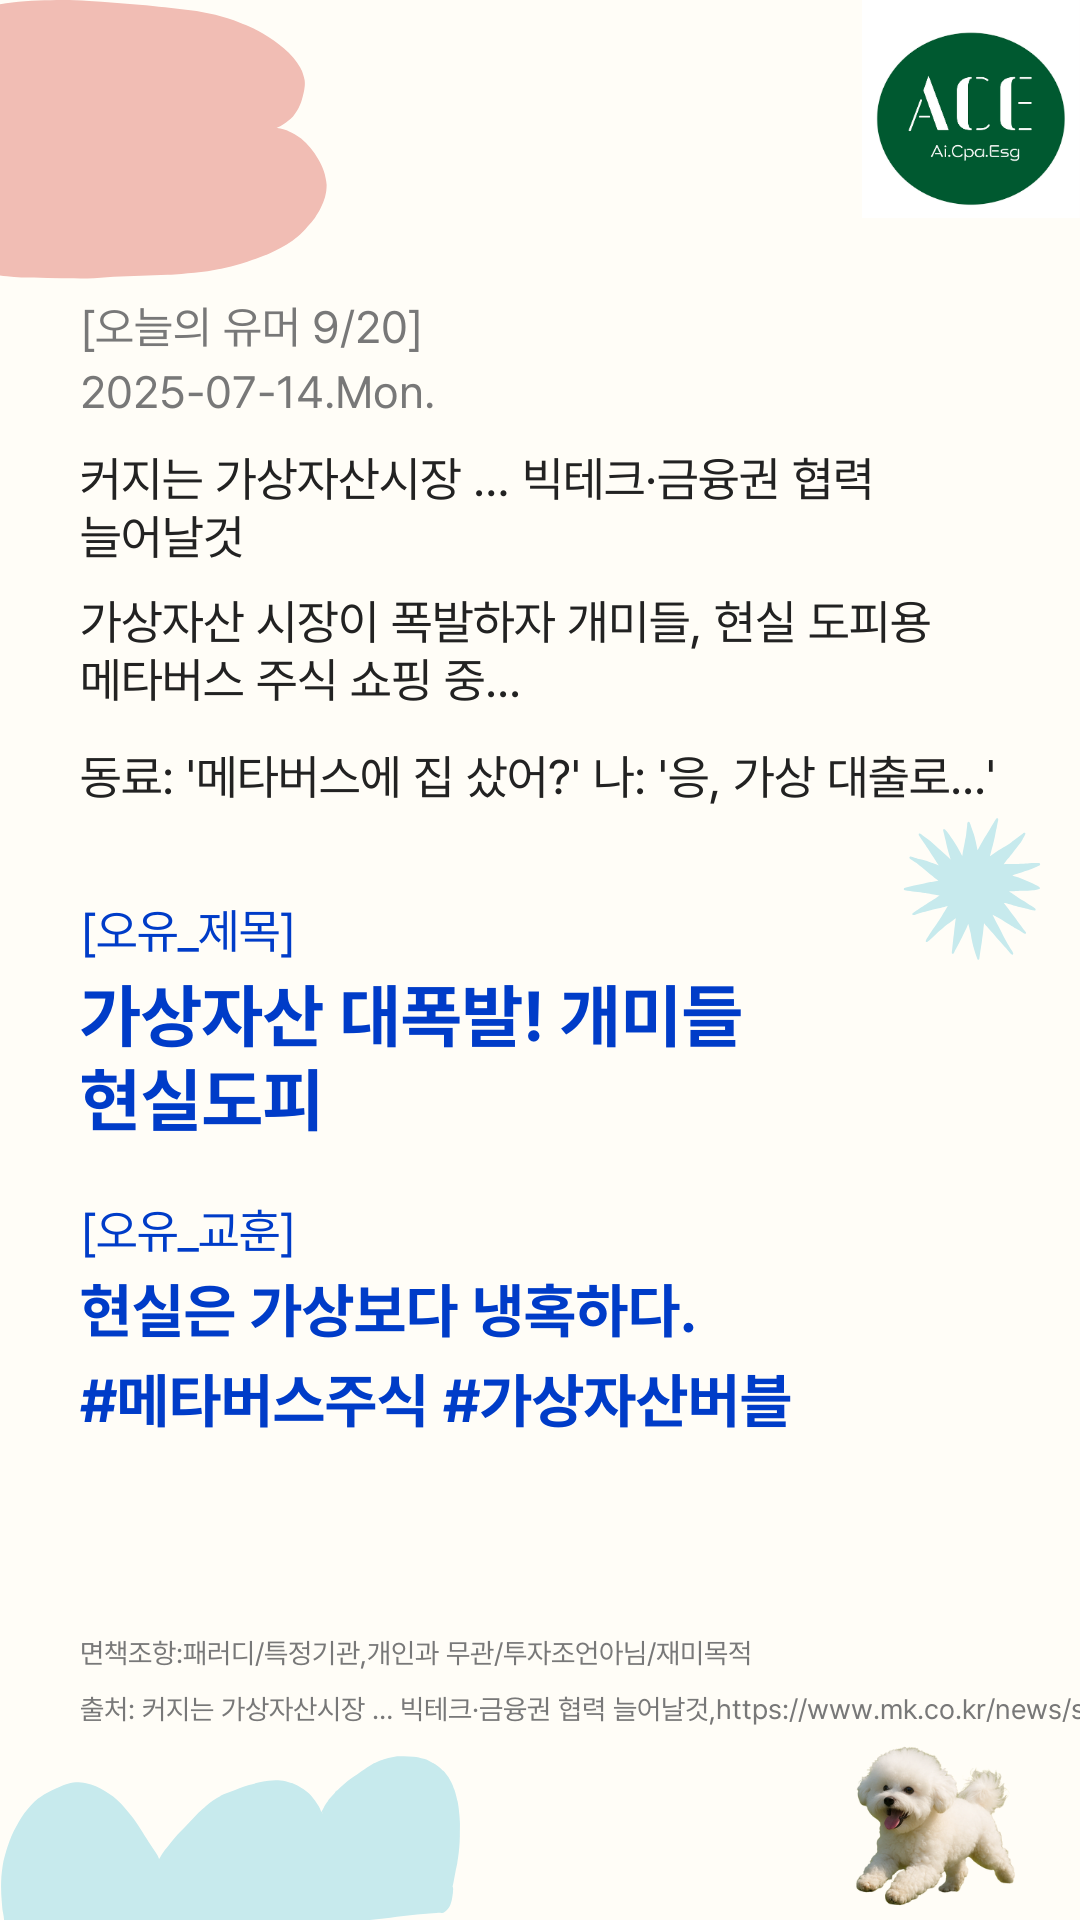 ACE
Ai.Cpa.Esg
[오늘의 유머 9/20]
2025-07-14.Mon.
커지는 가상자산시장 ... 빅테크·금융권 협력
늘어날것
가상자산 시장이 폭발하자 개미들, 현실 도피용
메타버스 주식 쇼핑 중...
동료: '메타버스에 집 샀어?' 나: '응, 가상 대출로...'
[오유_제목]
가상자산 대폭발! 개미들
현실도피
[오유_교훈]
현실은 가상보다 냉혹하다.
#메타버스주식 #가상자산버블
면책조항:패러디/특정기관,개인과 무관/투자조언아님/재미목적
출처: 커지는 가상자산시장 ... 빅테크·금융권 협력 늘어날것,https://www.mk.co.kr/news/s